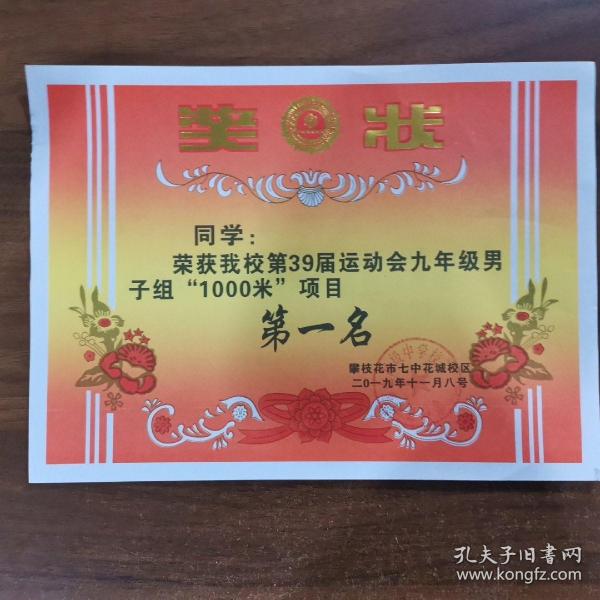 奖状
同学：
荣获我校第39届运动会九年级男
子组“1000米”项目
第一名
攀枝花市七中花城校区
二0一九年十一月八号
孔夫子旧书网
www.kongfz.com